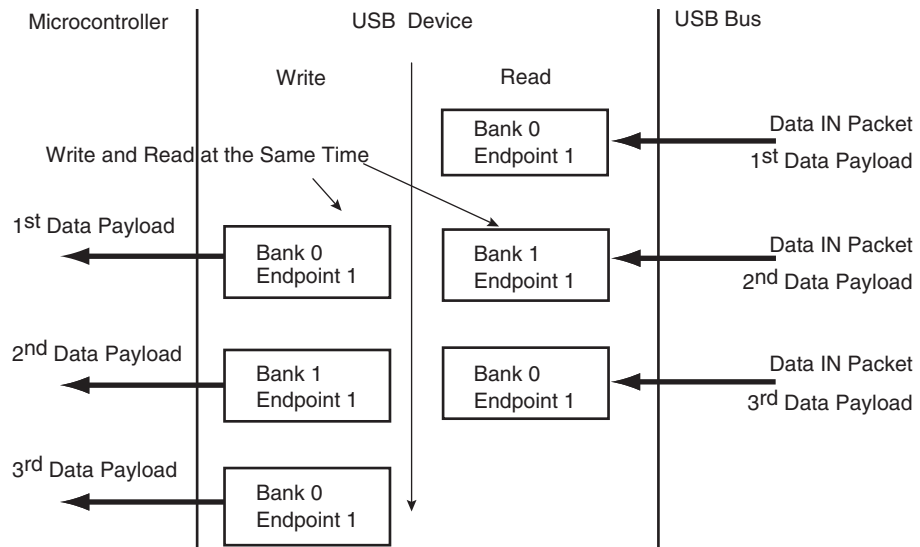 Microcontroller
USB Device
USB Bus
Write
Read
Bank 0
Endpoint 1
Data IN Packet
1st Data Payload
Write and Read at the Same Time
1st Data Payload
Bank 0
Endpoint 1
Bank 1
Endpoint 1
Data IN Packet
2nd Data Payload
2nd Data Payload
Bank 1
Endpoint 1
Bank 0
Endpoint 1
Data IN Packet
3rd Data Payload
3rd Data Payload
Bank 0
Endpoint 1